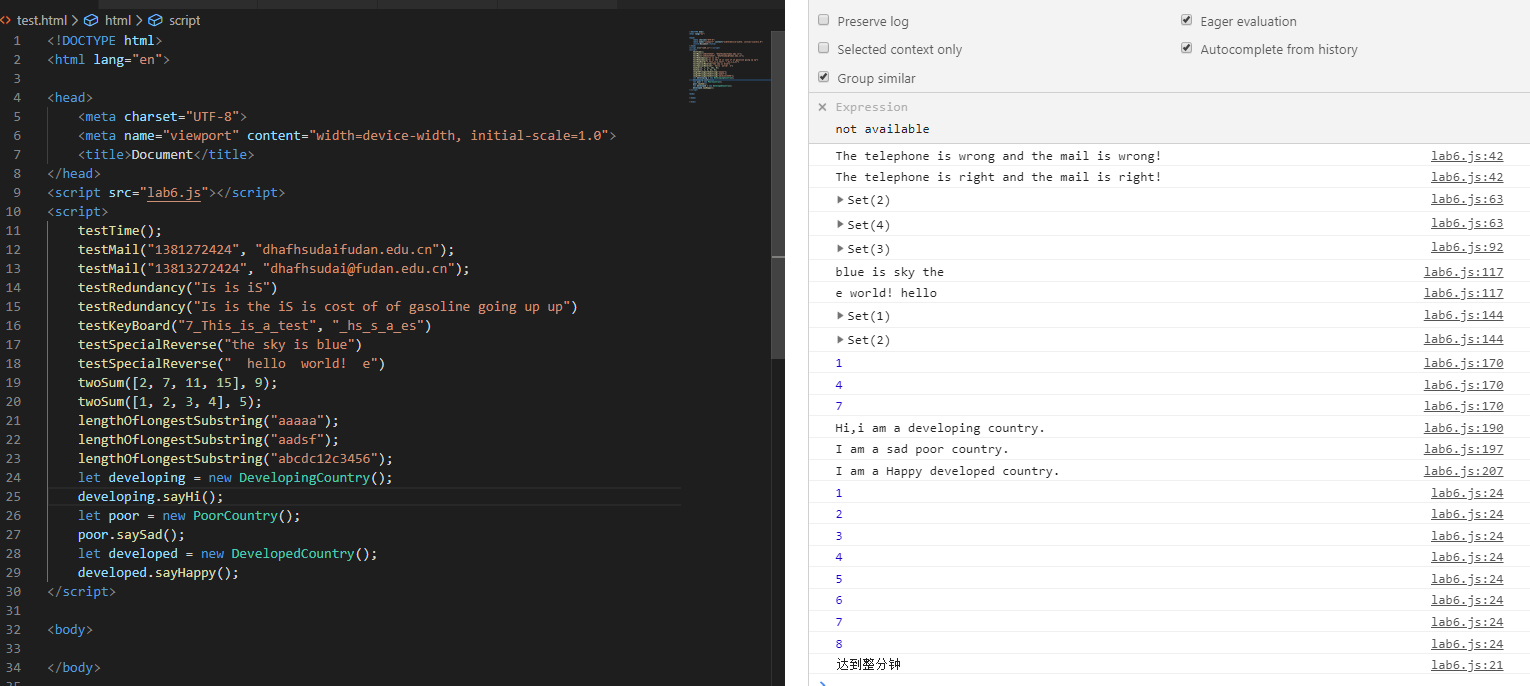 test.html > html > script
1 <!DOCTYPE html>
2 <html lang="en">
3
4 <head>
5 <meta charset="UTF-8">
6 <meta name="viewport" content="width=device-width, initial-scale=1.0">
7 <title>Document</title>
8 </head>
9 <script src="lab6.js"></script>
10 <script>
11 testTime();
12 testMail("1381272424", "dhafhsudaifudan.edu.cn");
13 testMail("13813272424", "dhafhsudai@fudan.edu.cn");
14 testRedundancy("Is is iS")
15 testRedundancy("Is is the iS is cost of of gasoline going up up")
16 testKeyBoard("7_This_is_a_test", "_hs_s_a_es")
17 testSpecialReverse("the sky is blue")
18 testSpecialReverse("  hello  world!  e")
19 twoSum([2, 7, 11, 15], 9);
20 twoSum([1, 2, 3, 4], 5);
21 lengthOfLongestSubstring("aaaaa");
22 lengthOfLongestSubstring("aadsf");
23 lengthOfLongestSubstring("abcdc12c3456");
24 let developing = new DevelopingCountry();
25 developing.sayHi();
26 let poor = new PoorCountry();
27 poor.saySad();
28 let developed = new DevelopedCountry();
29 developed.sayHappy();
30 </script>
31
32 <body>
33
34 </body>
35
Preserve log
Eager evaluation
Selected context only
Autocomplete from history
Group similar
Expression
not available
The telephone is wrong and the mail is wrong! lab6.js:42
The telephone is right and the mail is right! lab6.js:42
Set(2) lab6.js:63
Set(4) lab6.js:63
Set(3) lab6.js:92
blue is sky the lab6.js:117
e world! hello lab6.js:117
Set(1) lab6.js:144
Set(2) lab6.js:144
1 lab6.js:170
4 lab6.js:170
7 lab6.js:170
Hi,i am a developing country. lab6.js:190
I am a sad poor country. lab6.js:197
I am a Happy developed country. lab6.js:207
1 lab6.js:24
2 lab6.js:24
3 lab6.js:24
4 lab6.js:24
5 lab6.js:24
6 lab6.js:24
7 lab6.js:24
8 lab6.js:24
达到整分钟 lab6.js:21